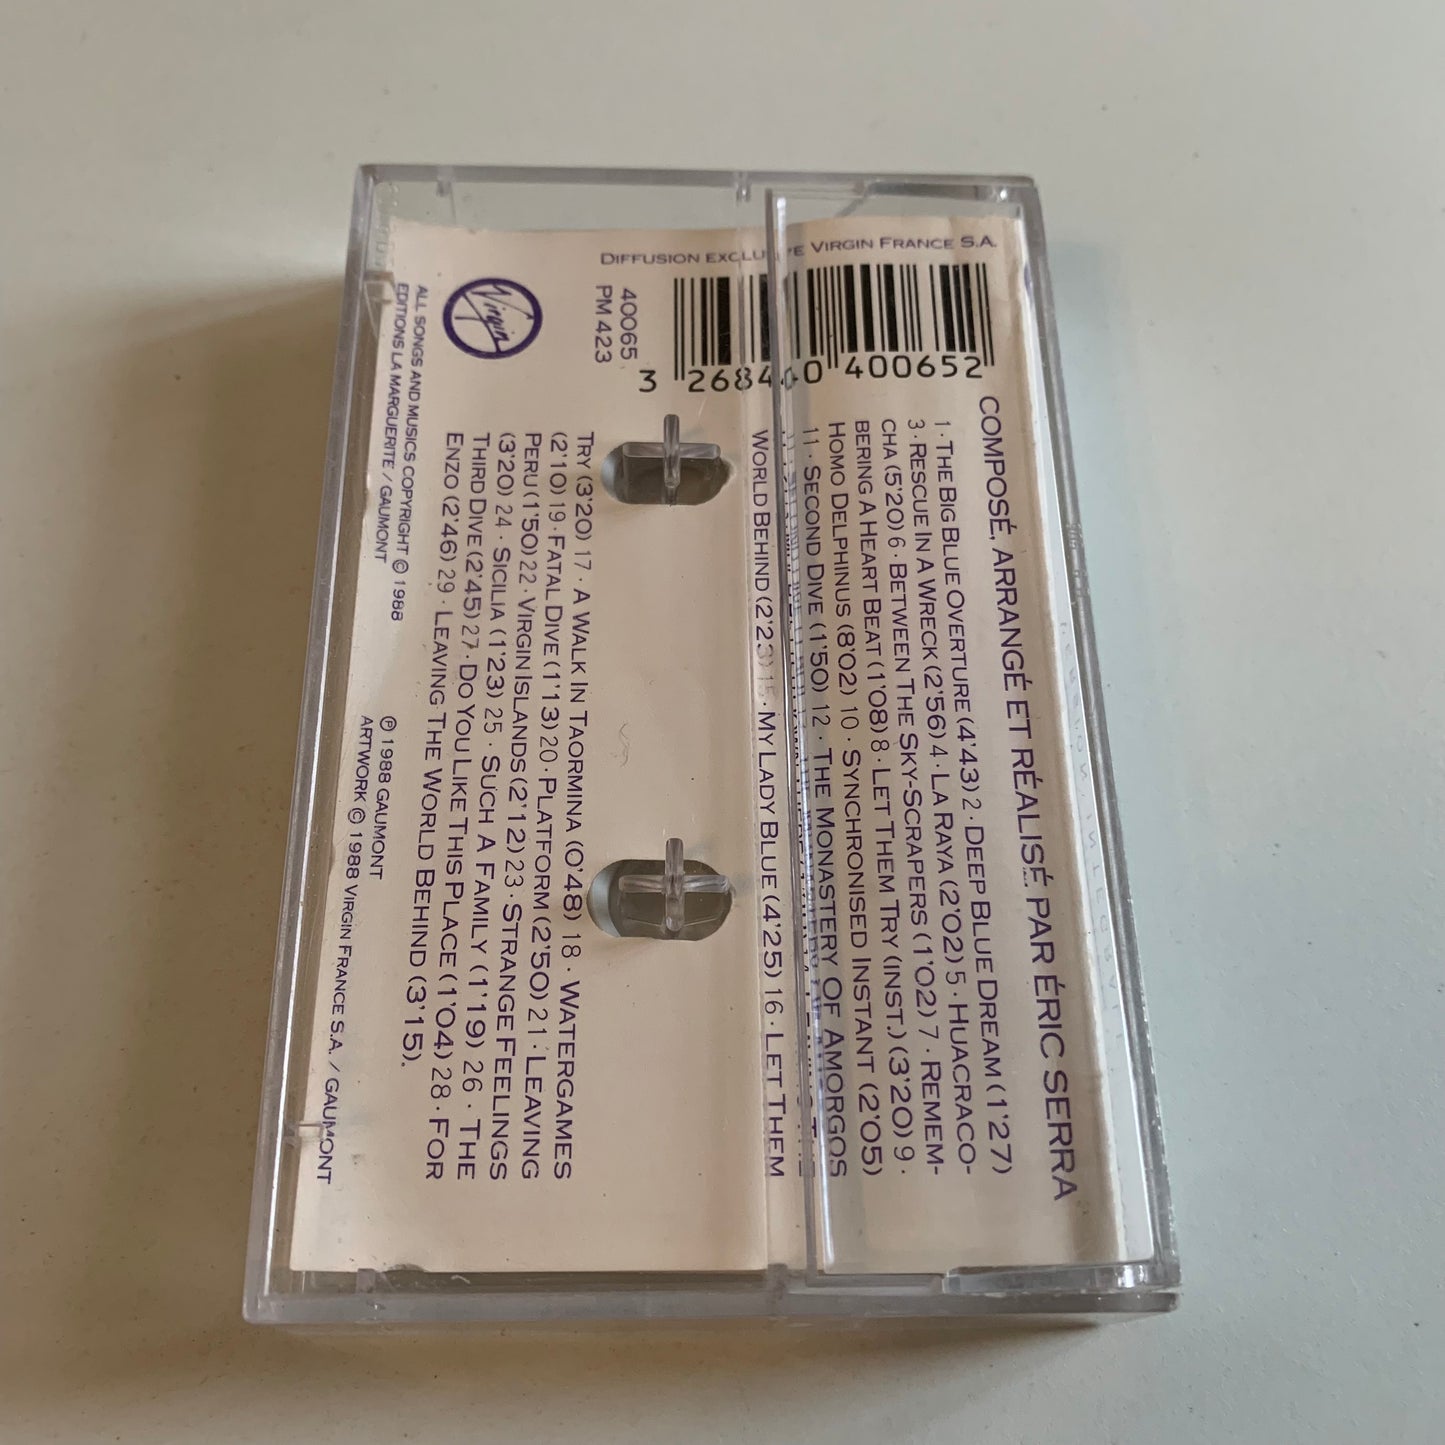 DIFFUSION EXCLUSIVE VIRGIN FRANCE S.A.
40065
PM 423
3 268440 400652
Virgin
COMPOSÉ, ARRANGÉ ET RÉALISÉ PAR ÉRIC SERRA
1 · THE BIG BLUE OVERTURE (4'43) 2 · DEEP BLUE DREAM (1'27)
3 · RESCUE IN A WRECK (2'56) 4 · LA RAYA (2'02) 5 · HUACRACO-
CHA (5'20) 6 · BETWEEN THE SKY-SCRAPERS (1'02) 7 · REMEM-
BERING A HEART BEAT (1'08) 8 · LET THEM TRY (INST.) (3'20) 9 ·
HOMO DELPHINUS (8'02) 10 · SYNCHRONISED INSTANT (2'05)
11 · SECOND DIVE (1'50) 12 · THE MONASTERY OF AMORGOS
WORLD BEHIND (2'23) 15 · MY LADY BLUE (4'25) 16 · LET THEM
TRY (3'20) 17 · A WALK IN TAORMINA (0'48) 18 · WATERGAMES
(2'10) 19 · FATAL DIVE (1'13) 20 · PLATFORM (2'50) 21 · LEAVING
PERU (1'50) 22 · VIRGIN ISLANDS (2'12) 23 · STRANGE FEELINGS
(3'20) 24 · SICILIA (1'23) 25 · SUCH A FAMILY (1'19) 26 · THE
THIRD DIVE (2'45) 27 · DO YOU LIKE THIS PLACE (1'04) 28 · FOR
ENZO (2'46) 29 · LEAVING THE WORLD BEHIND (3'15).
ALL SONGS AND MUSICS COPYRIGHT © 1988
EDITIONS LA MARGUERITE / GAUMONT
℗ 1988 GAUMONT
ARTWORK © 1988 VIRGIN FRANCE S.A. / GAUMONT